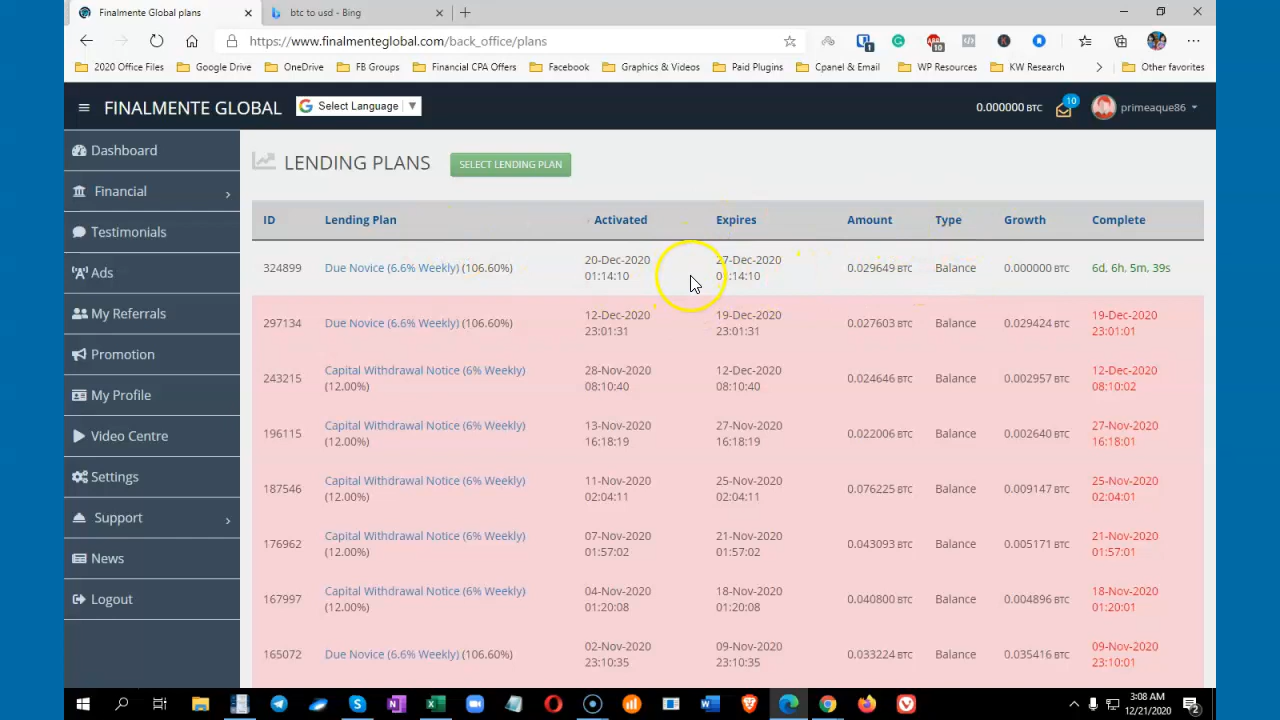 Finalmente Global plans
btc to usd - Bing
https://www.finalmenteglobal.com/back_office/plans
1
10
2020 Office Files
Google Drive
OneDrive
FB Groups
Financial CPA Offers
Facebook
Graphics & Videos
Paid Plugins
Cpanel & Email
WP Resources
KW Research
Other favorites
FINALMENTE GLOBAL
Select Language
0.000000 BTC
10
primeaque86
Dashboard
Financial
Testimonials
Ads
My Referrals
Promotion
My Profile
Video Centre
Settings
Support
News
Logout
LENDING PLANS
SELECT LENDING PLAN
ID Lending Plan Activated Expires Amount Type Growth Complete
324899 Due Novice (6.6% Weekly) (106.60%) 20-Dec-2020 27-Dec-2020 0.029649 BTC Balance 0.000000 BTC 6d, 6h, 5m, 39s
01:14:10 01:14:10
297134 Due Novice (6.6% Weekly) (106.60%) 12-Dec-2020 19-Dec-2020 0.027603 BTC Balance 0.029424 BTC 19-Dec-2020
23:01:31 23:01:31 23:01:01
243215 Capital Withdrawal Notice (6% Weekly) 28-Nov-2020 12-Dec-2020 0.024646 BTC Balance 0.002957 BTC 12-Dec-2020
(12.00%) 08:10:40 08:10:40 08:10:02
196115 Capital Withdrawal Notice (6% Weekly) 13-Nov-2020 27-Nov-2020 0.022006 BTC Balance 0.002640 BTC 27-Nov-2020
(12.00%) 16:18:19 16:18:19 16:18:01
187546 Capital Withdrawal Notice (6% Weekly) 11-Nov-2020 25-Nov-2020 0.076225 BTC Balance 0.009147 BTC 25-Nov-2020
(12.00%) 02:04:11 02:04:11 02:04:01
176962 Capital Withdrawal Notice (6% Weekly) 07-Nov-2020 21-Nov-2020 0.043093 BTC Balance 0.005171 BTC 21-Nov-2020
(12.00%) 01:57:02 01:57:02 01:57:01
167997 Capital Withdrawal Notice (6% Weekly) 04-Nov-2020 18-Nov-2020 0.040800 BTC Balance 0.004896 BTC 18-Nov-2020
(12.00%) 01:20:08 01:20:08 01:20:01
165072 Due Novice (6.6% Weekly) (106.60%) 02-Nov-2020 09-Nov-2020 0.033224 BTC Balance 0.035416 BTC 09-Nov-2020
23:10:35 23:10:35 23:10:01
3:08 AM
12/21/2020
2